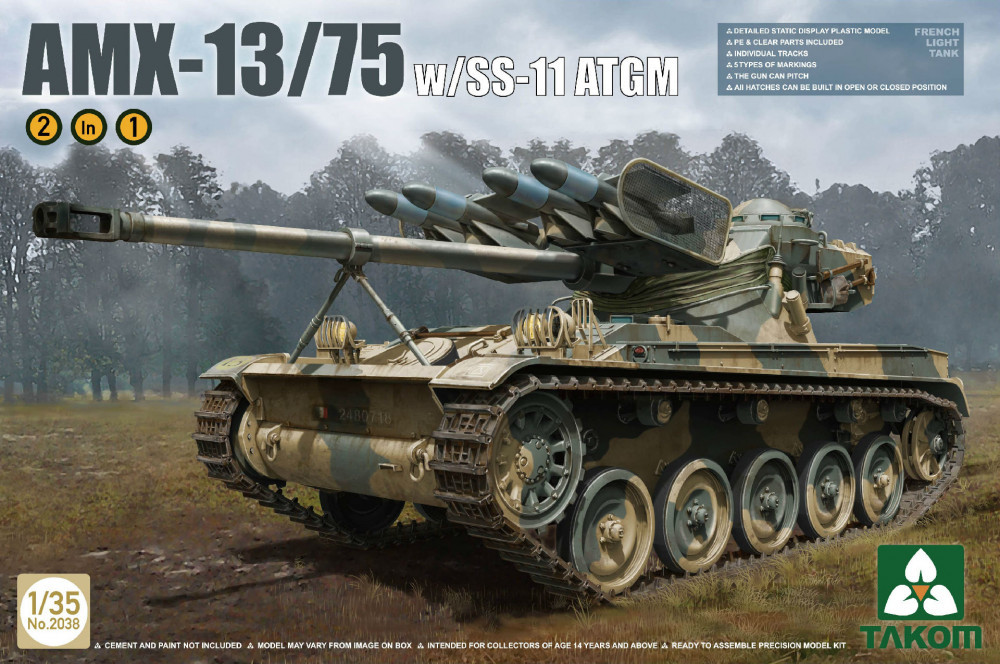 AMX-13/75 w/SS-11 ATGM
2 In 1
DETAILED STATIC DISPLAY PLASTIC MODEL
PE & CLEAR PARTS INCLUDED
INDIVIDUAL TRACKS
5TYPES OF MARKINGS
THE GUN CAN PITCH
All HATCHES CAN BE BUILT IN OPEN OR CLOSED POSITION
FRENCH
LIGHT
TANK
2480718
1/35
No.2038
CEMENT AND PAINT NOT INCLUDED MODEL MAY VARY FROM IMAGE ON BOX INTENDED FOR COLLECTORS OF AGE 14 YEARS AND ABOVE READY TO ASSEMBLE PRECISION MODEL KIT
TAKOM